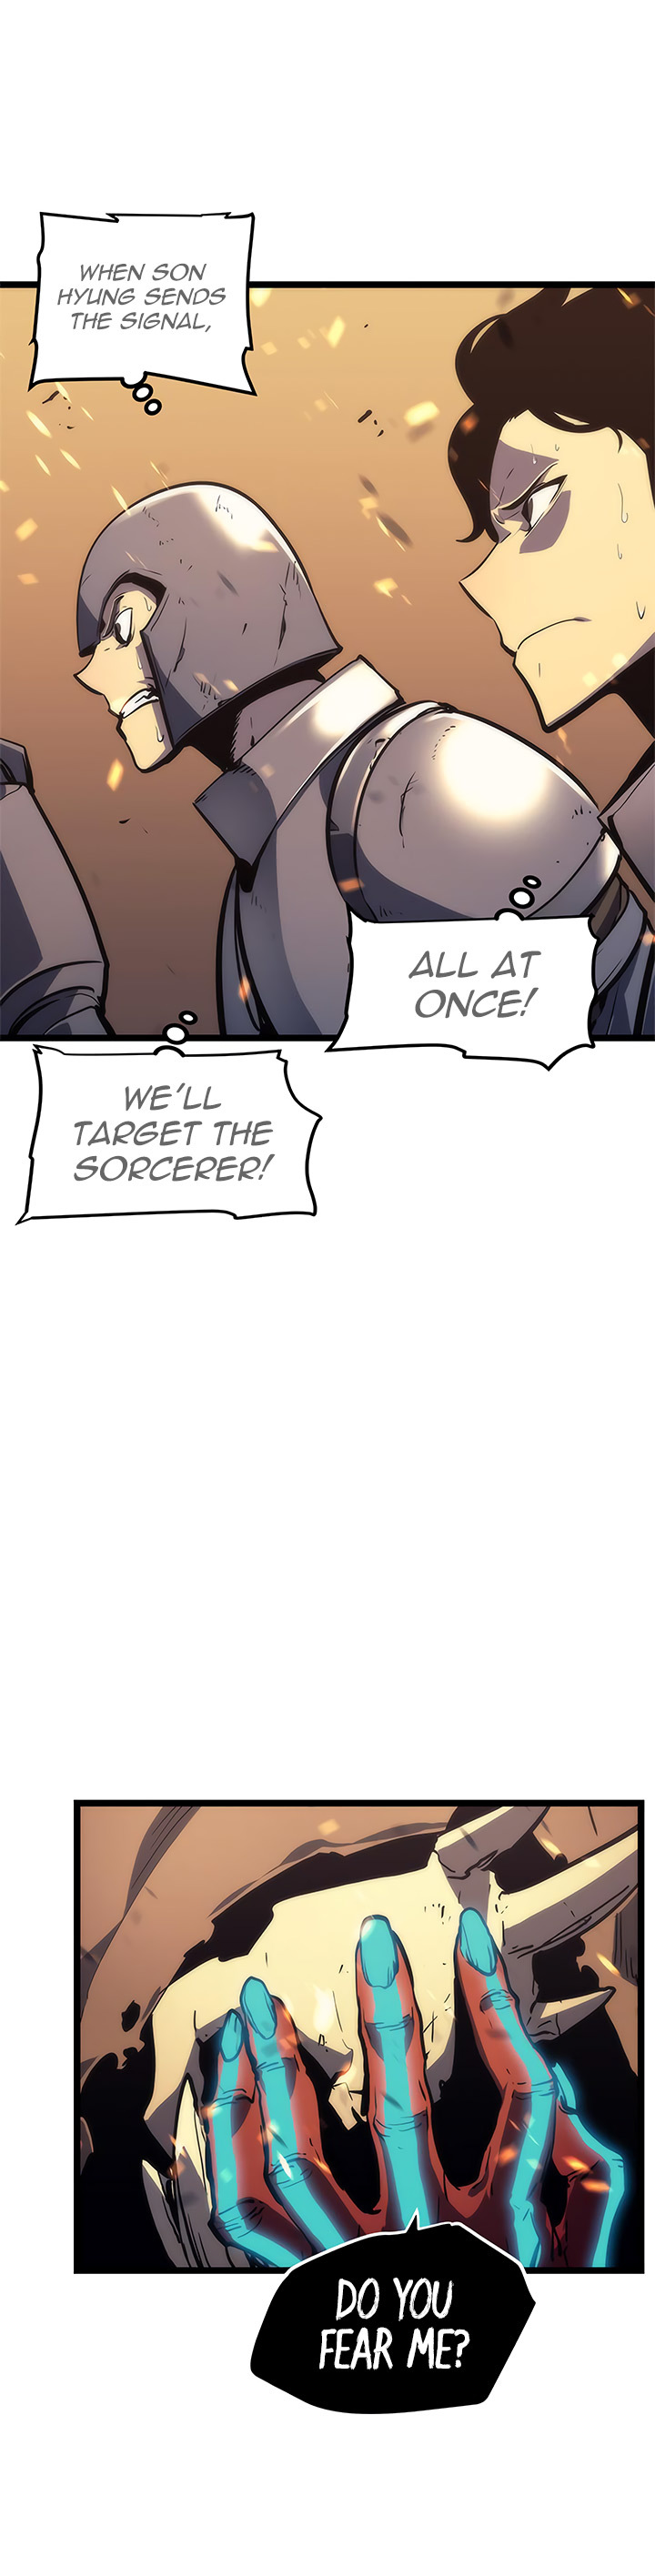 WHEN SON
HYUNG SENDS
THE SIGNAL,
ALL AT
ONCE!
WE'LL
TARGET THE
SORCERER!
DO YOU
FEAR ME?